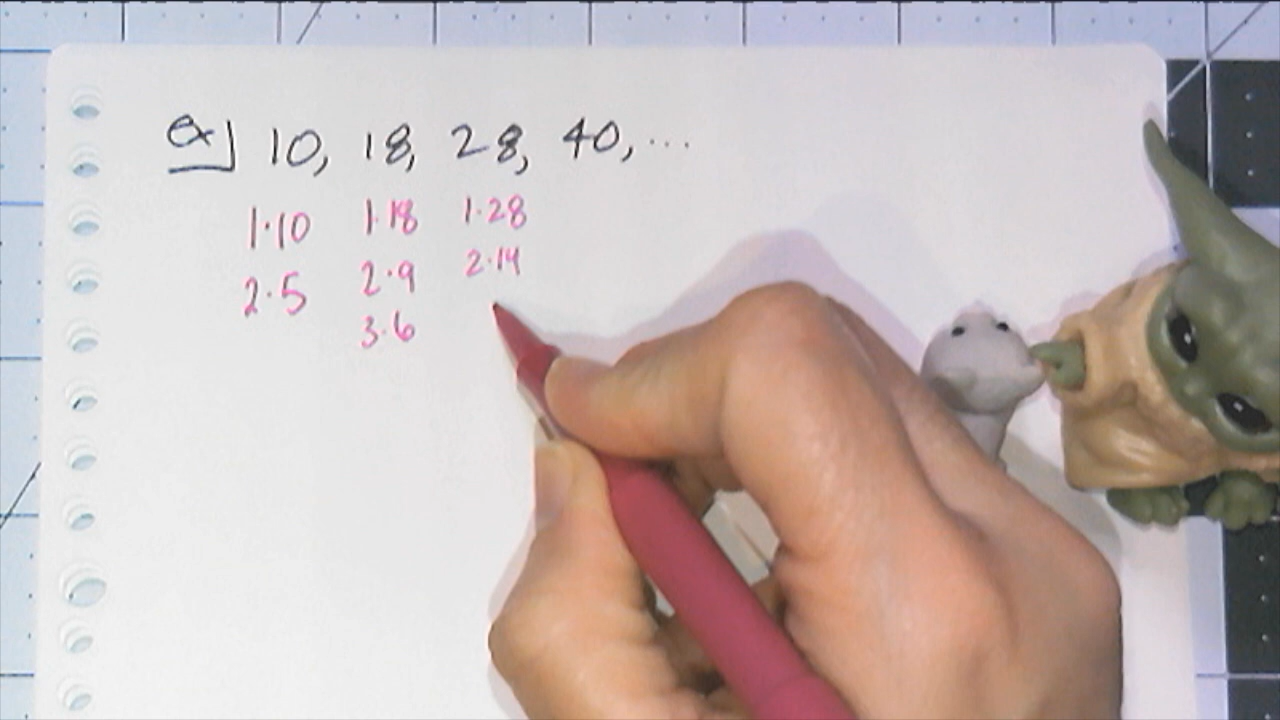 Ex] 10, 18, 28, 40, ...
1·10 1·18 1·28
2·5 2·9 2·14
3·6